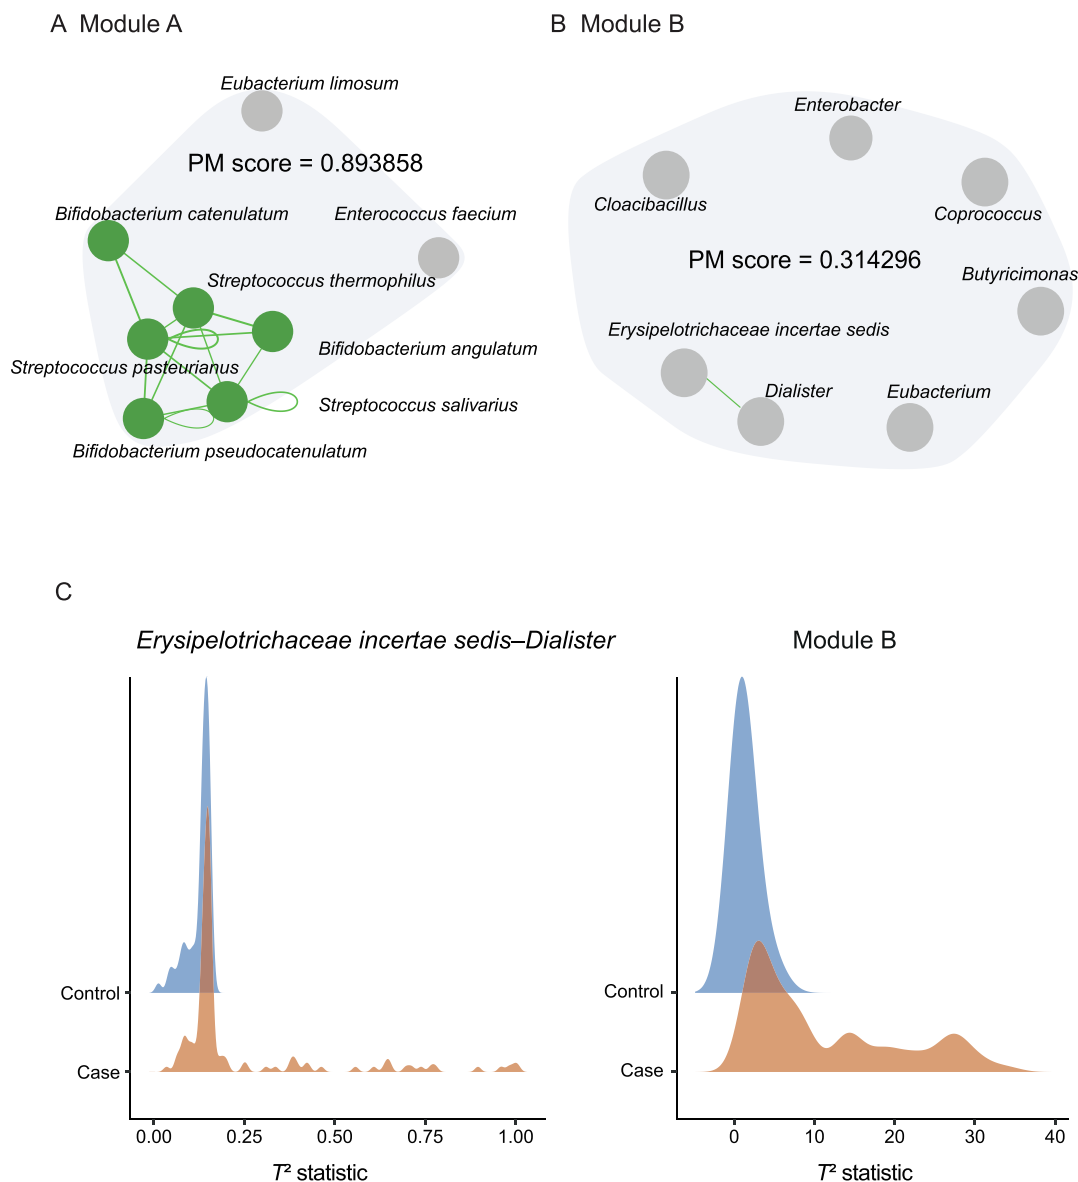 A Module A
B Module B
Eubacterium limosum
PM score = 0.893858
Bifidobacterium catenulatum
Enterococcus faecium
Streptococcus thermophilus
Bifidobacterium angulatum
Streptococcus pasteurianus
Streptococcus salivarius
Bifidobacterium pseudocatenulatum
Enterobacter
Cloacibacillus
Coprococcus
PM score = 0.314296
Butyricimonas
Erysipelotrichaceae incertae sedis
Dialister
Eubacterium
C
Erysipelotrichaceae incertae sedis–Dialister
Control
Case
0.00 0.25 0.50 0.75 1.00
T² statistic
Module B
Control
Case
0 10 20 30 40
T² statistic